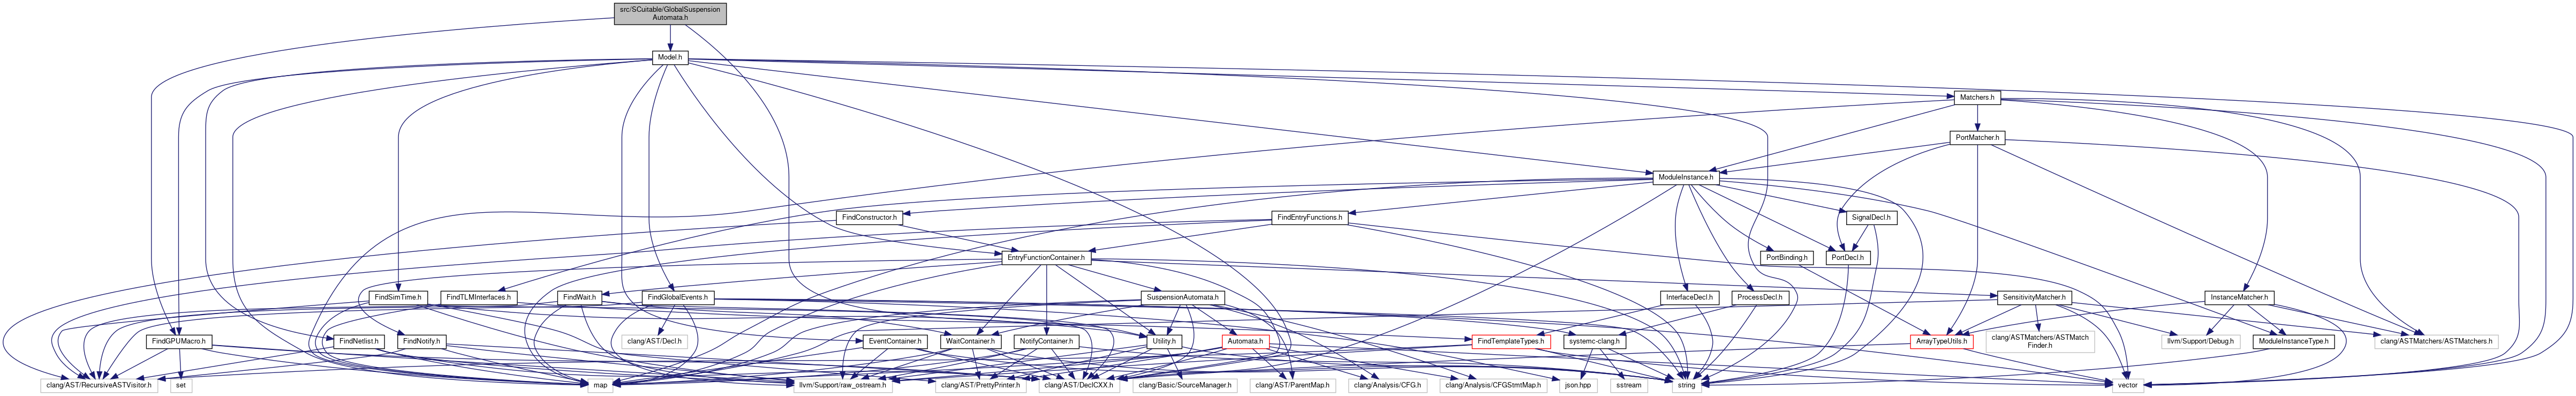 src/SCuitable/GlobalSuspension
Automata.h
Model.h
Matchers.h
PortMatcher.h
ModuleInstance.h
FindConstructor.h
FindEntryFunctions.h
SignalDecl.h
EntryFunctionContainer.h
PortBinding.h
PortDecl.h
FindSimTime.h
FindTLMInterfaces.h
FindWait.h
FindGlobalEvents.h
SuspensionAutomata.h
InterfaceDecl.h
ProcessDecl.h
SensitivityMatcher.h
InstanceMatcher.h
FindGPUMacro.h
FindNetlist.h
FindNotify.h
clang/AST/Decl.h
EventContainer.h
WaitContainer.h
NotifyContainer.h
Utility.h
Automata.h
FindTemplateTypes.h
systemc-clang.h
ArrayTypeUtils.h
clang/ASTMatchers/ASTMatch
Finder.h
llvm/Support/Debug.h
ModuleInstanceType.h
clang/ASTMatchers/ASTMatchers.h
clang/AST/RecursiveASTVisitor.h
set
map
llvm/Support/raw_ostream.h
clang/AST/PrettyPrinter.h
clang/AST/DeclCXX.h
clang/Basic/SourceManager.h
clang/AST/ParentMap.h
clang/Analysis/CFG.h
clang/Analysis/CFGStmtMap.h
json.hpp
sstream
string
vector